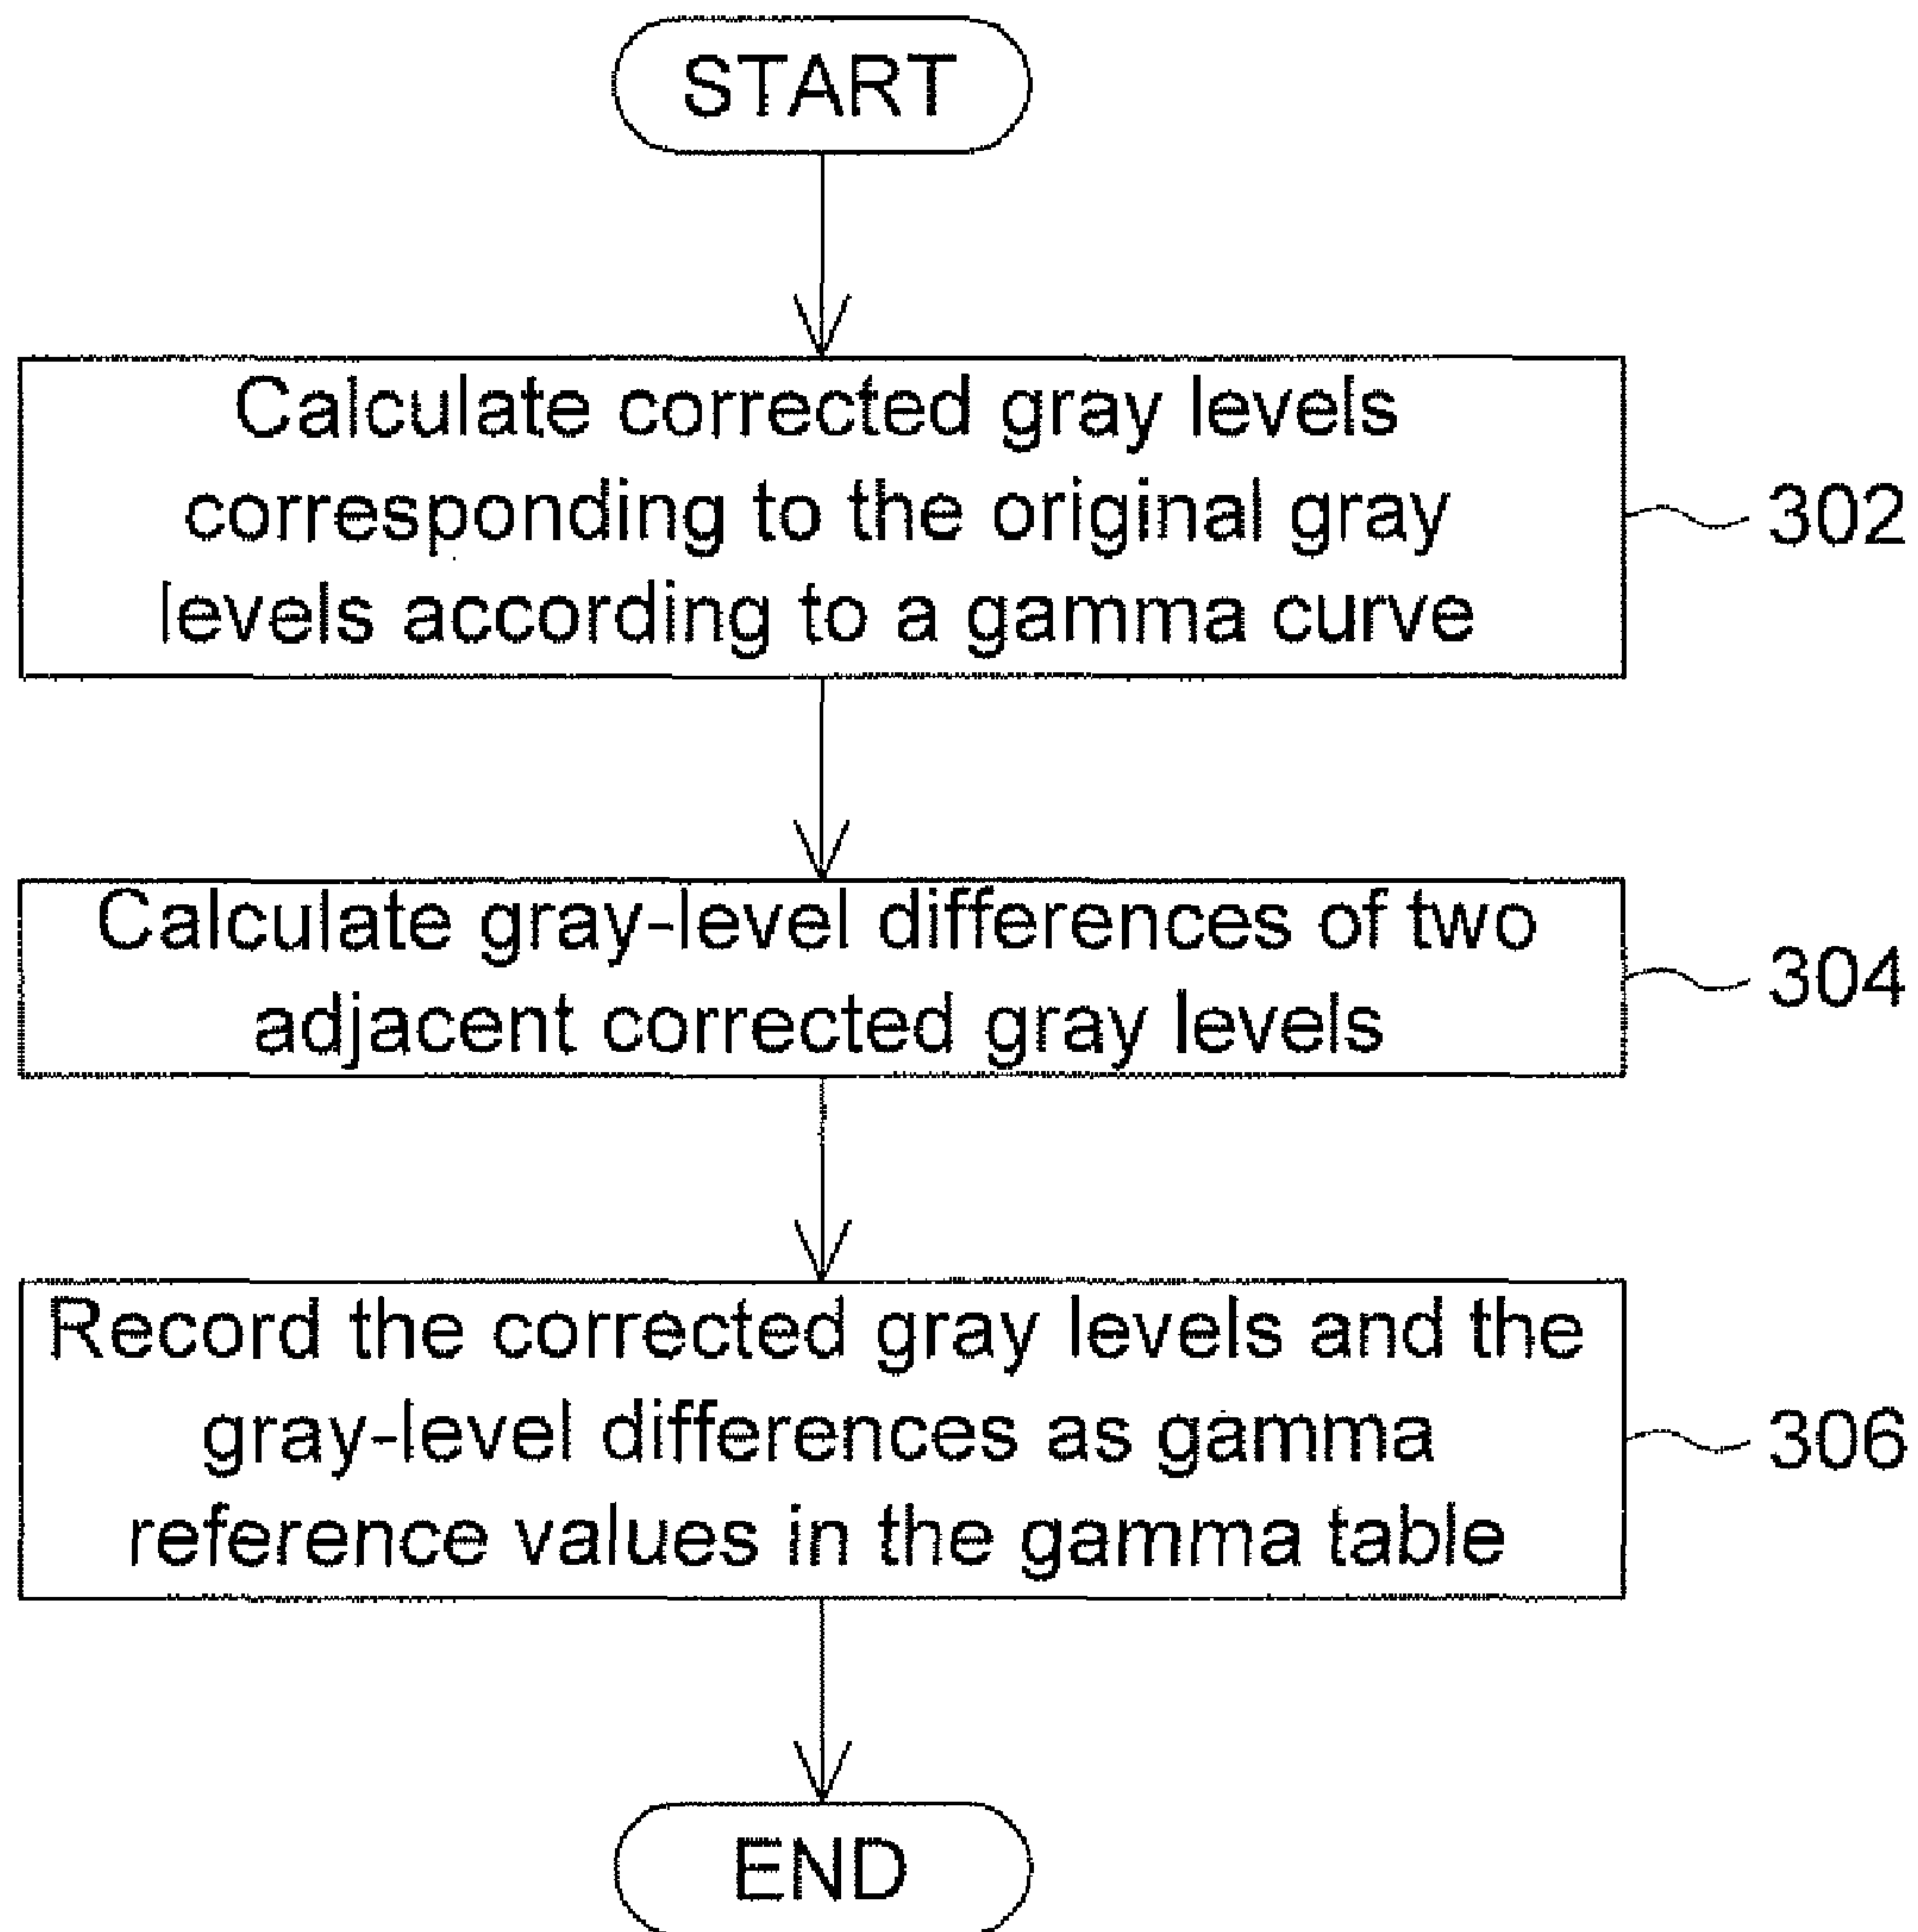 START
Calculate corrected gray levels
corresponding to the original gray
levels according to a gamma curve
302
Calculate gray-level differences of two
adjacent corrected gray levels
304
Record the corrected gray levels and the
gray-level differences as gamma
reference values in the gamma table
306
END